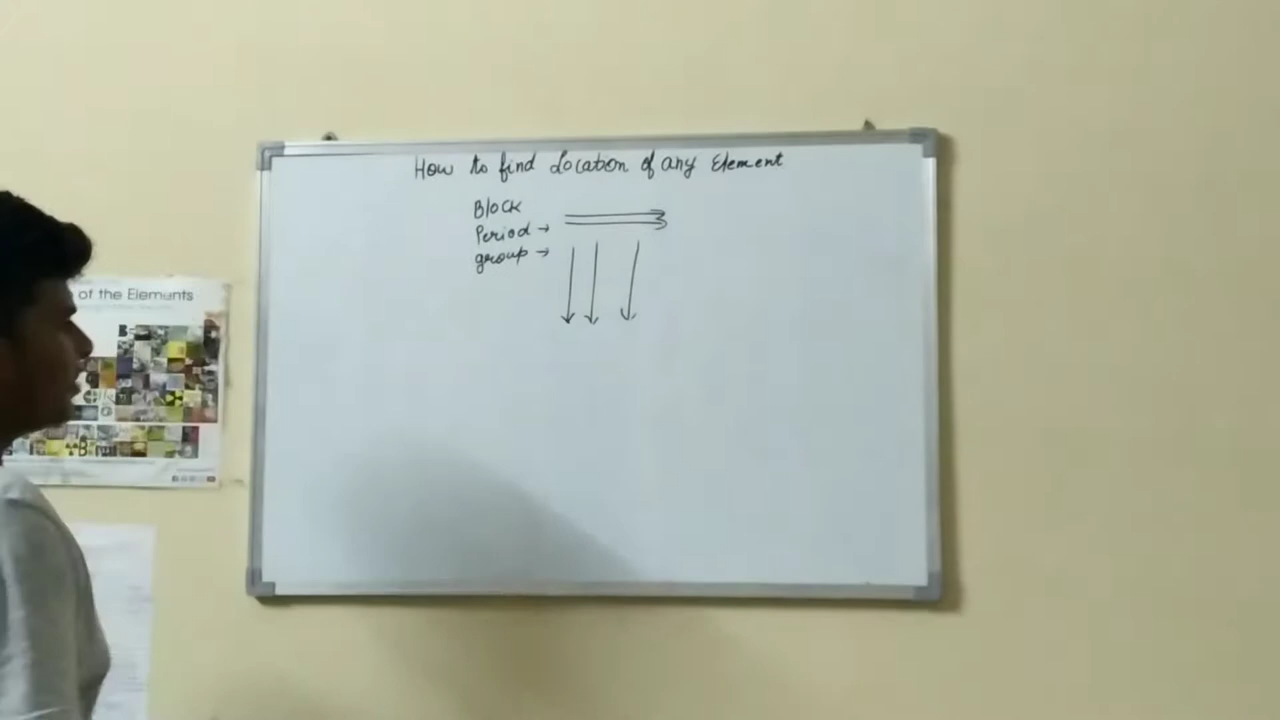 How to find Location of any Element
Block
Period →
group →
of the Elements
B
B